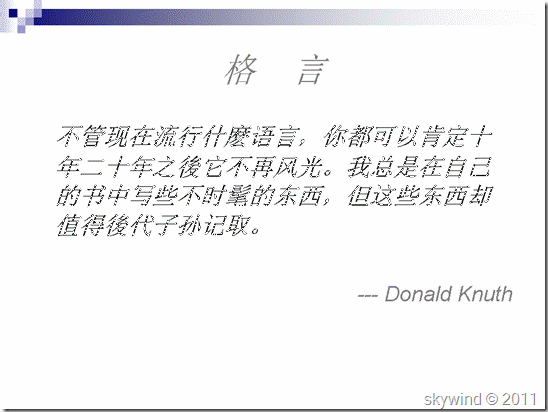 格 言
不管现在流行什麽语言，你都可以肯定十
年二十年之後它不再风光。我总是在自己
的书中写些不时髦的东西，但这些东西却
值得後代子孙记取。
--- Donald Knuth
skywind © 2011